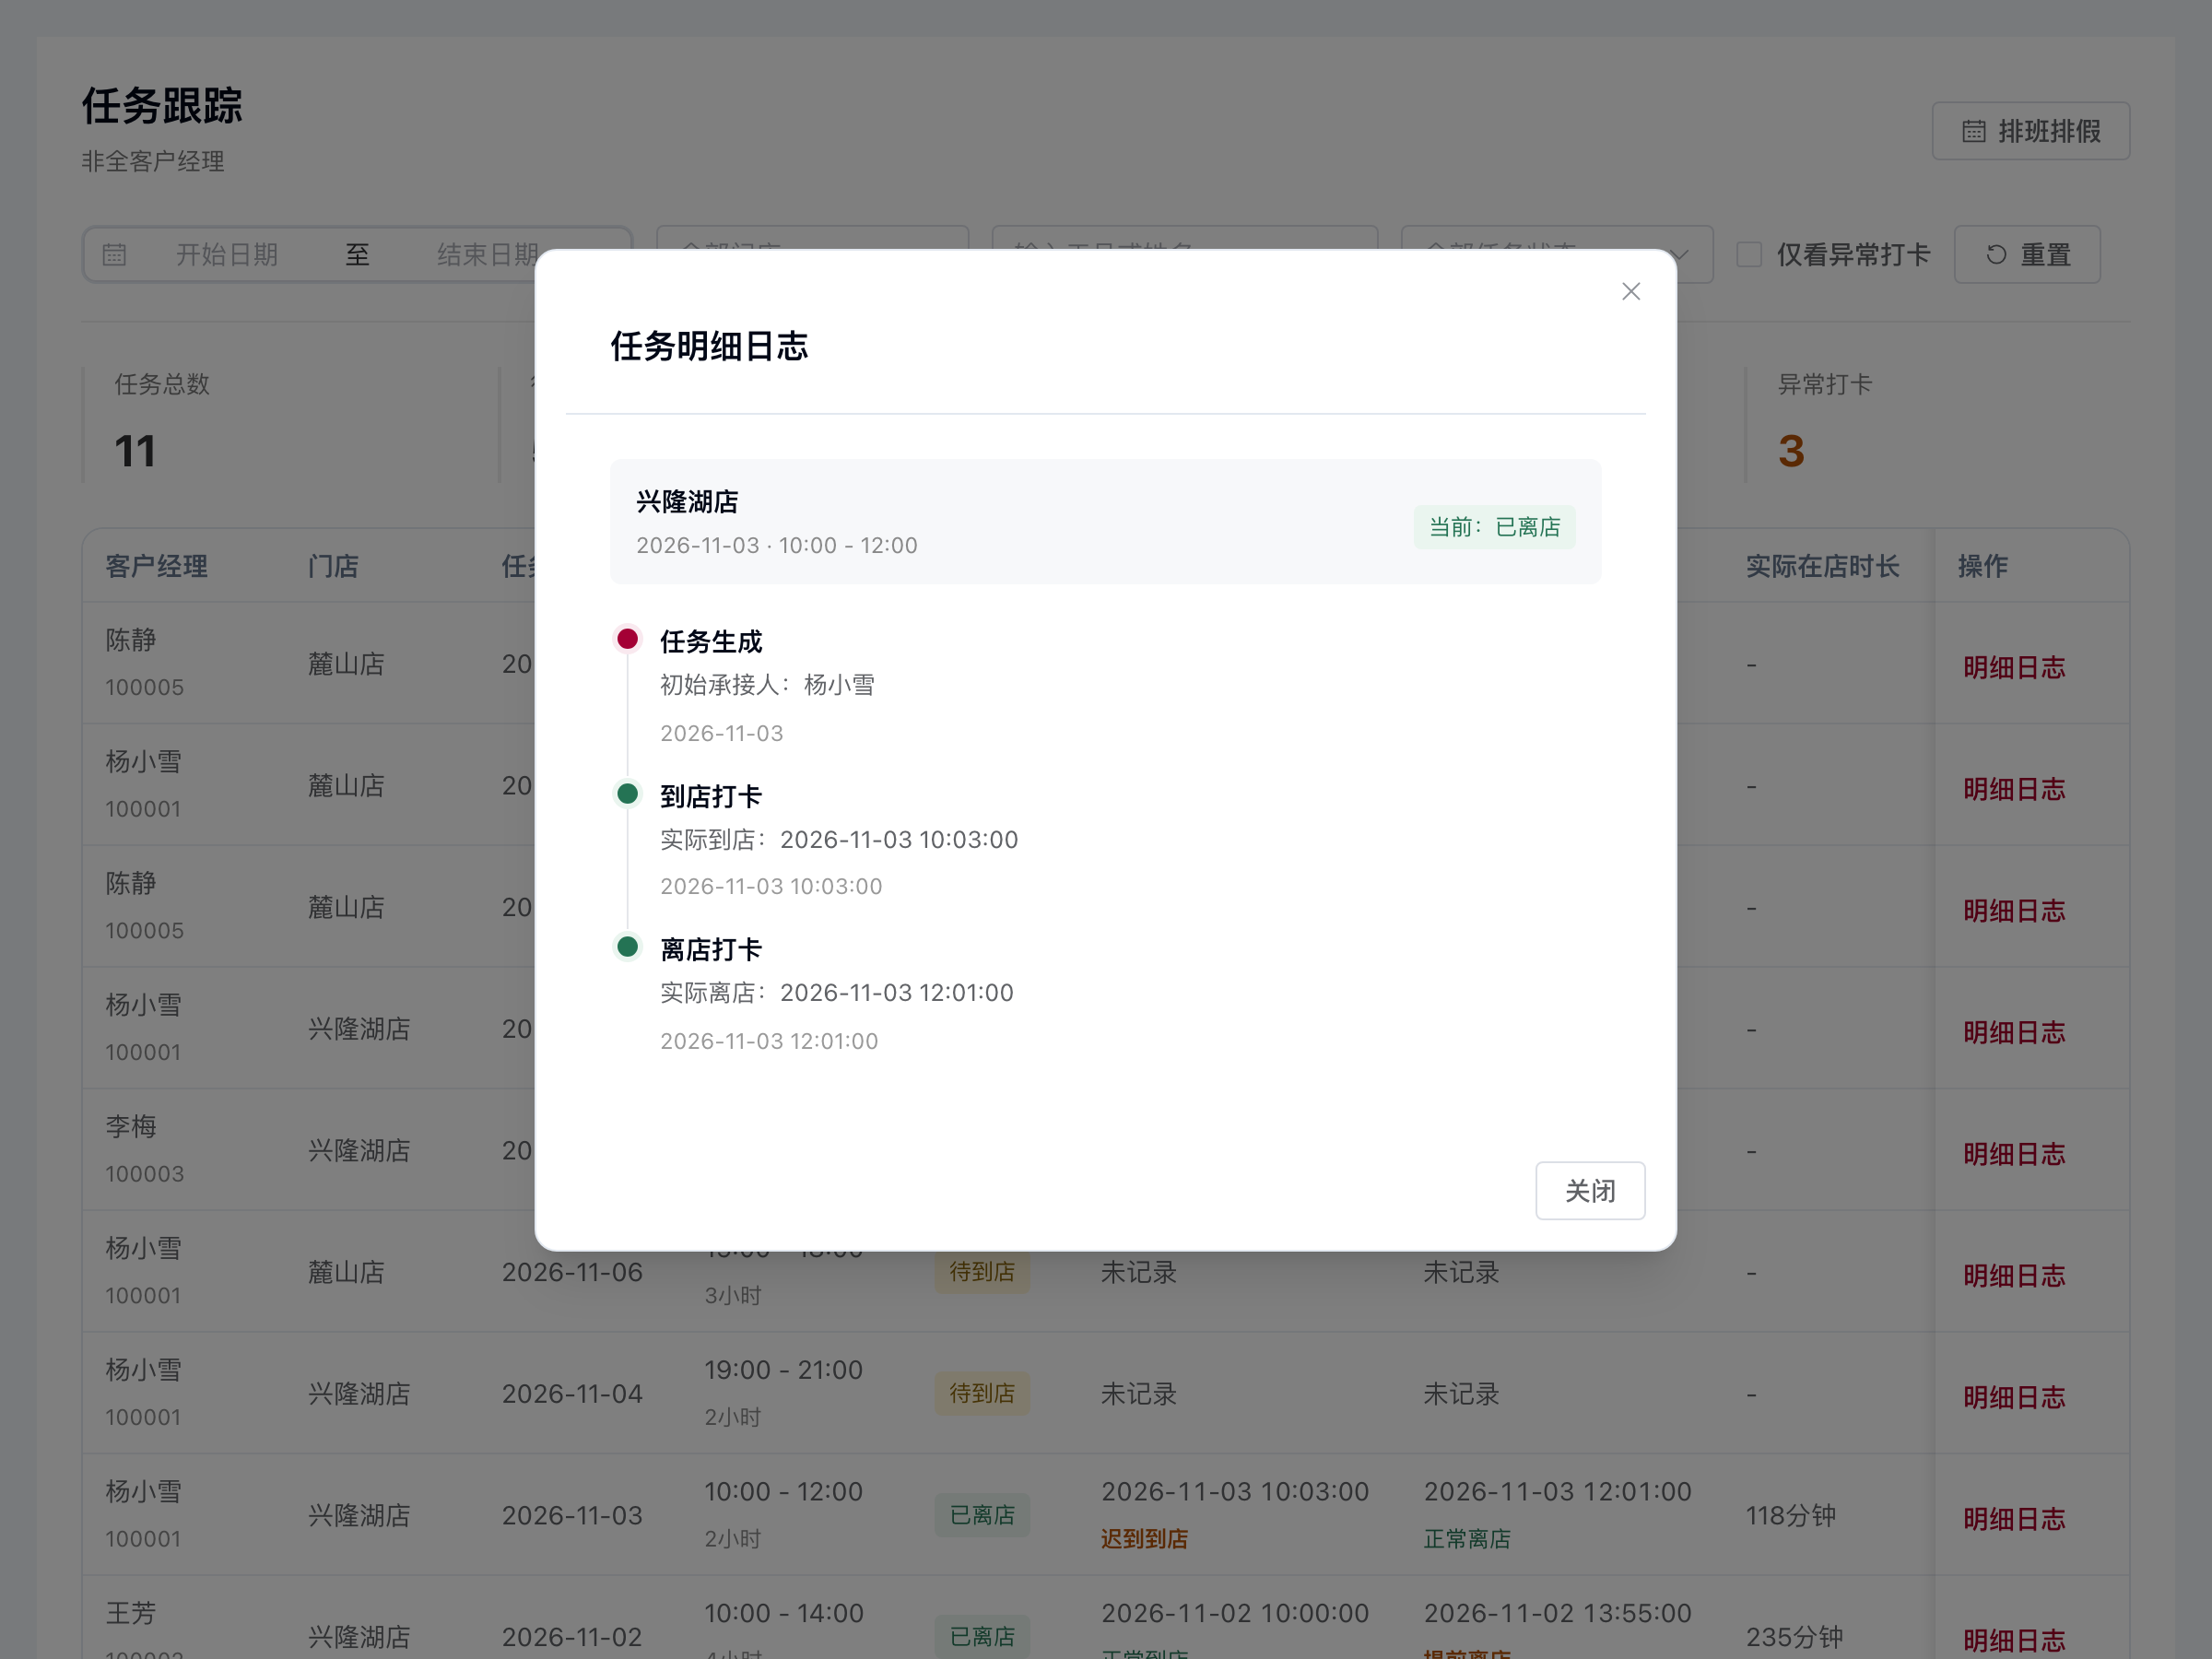 任务跟踪
非全客户经理
排班排假
开始日期 至 结束日期
仅看异常打卡
重置
任务总数
11
异常打卡
3
客户经理 门店 任 实际在店时长 操作
陈静
100005
麓山店 20 - 明细日志
杨小雪
100001
麓山店 20 - 明细日志
陈静
100005
麓山店 20 - 明细日志
杨小雪
100001
兴隆湖店 20 - 明细日志
李梅
100003
兴隆湖店 20 - 明细日志
杨小雪
100001
麓山店 2026-11-06
3小时
待到店 未记录 未记录 - 明细日志
杨小雪
100001
兴隆湖店 2026-11-04
19:00 - 21:00
2小时
待到店 未记录 未记录 - 明细日志
杨小雪
100001
兴隆湖店 2026-11-03
10:00 - 12:00
2小时
已离店
2026-11-03 10:03:00
迟到到店
2026-11-03 12:01:00
正常离店
118分钟 明细日志
王芳
兴隆湖店 2026-11-02
10:00 - 14:00
已离店
2026-11-02 10:00:00
2026-11-02 13:55:00
235分钟 明细日志
任务明细日志
兴隆湖店
2026-11-03 · 10:00 - 12:00
当前：已离店
任务生成
初始承接人：杨小雪
2026-11-03
到店打卡
实际到店：2026-11-03 10:03:00
2026-11-03 10:03:00
离店打卡
实际离店：2026-11-03 12:01:00
2026-11-03 12:01:00
关闭